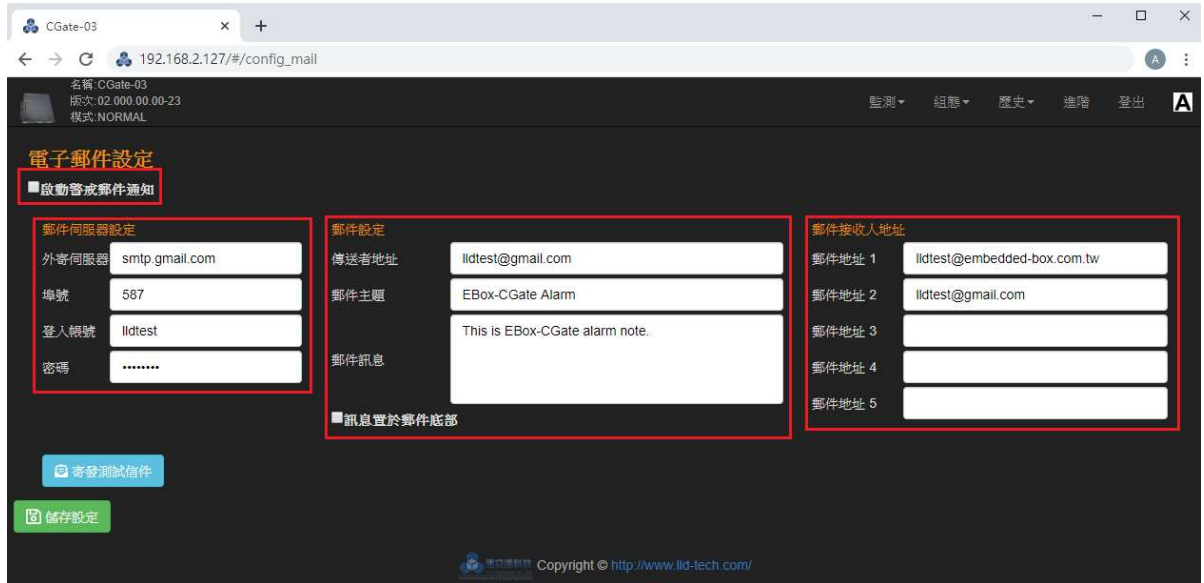 CGate-03
192.168.2.127/#/config_mail
A
名稱:CGate-03
版次:02.000.00.00-23
模式:NORMAL
監測 組態 歷史 進階 登出 A
電子郵件設定
啟動警戒郵件通知
郵件伺服器設定
外寄伺服器 smtp.gmail.com
埠號 587
登入帳號 lldtest
密碼 ••••••••
郵件設定
傳送者地址 lldtest@gmail.com
郵件主題 EBox-CGate Alarm
郵件訊息 This is EBox-CGate alarm note.
訊息置於郵件底部
郵件接收人地址
郵件地址 1 lldtest@embedded-box.com.tw
郵件地址 2 lldtest@gmail.com
郵件地址 3
郵件地址 4
郵件地址 5
寄發測試信件
儲存設定
Copyright © http://www.lld-tech.com/